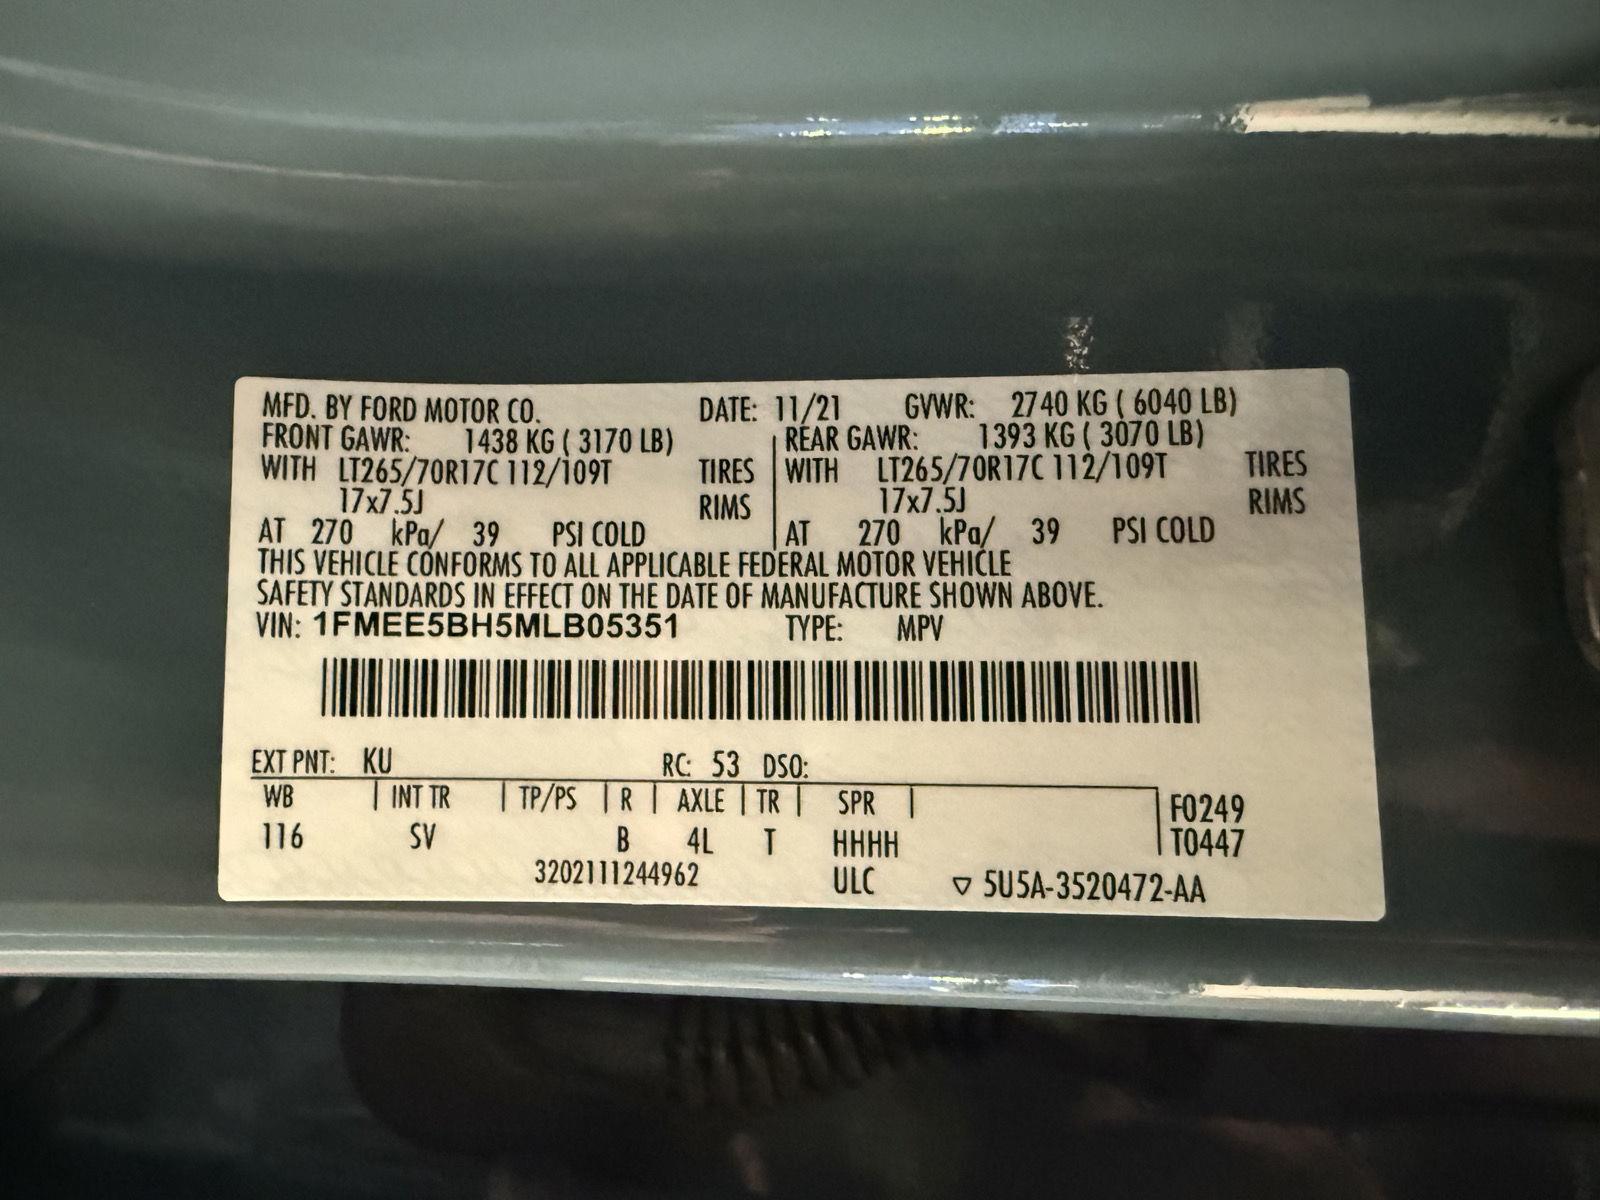 MFD. BY FORD MOTOR CO. DATE: 11/21 GVWR: 2740 KG ( 6040 LB)
FRONT GAWR: 1438 KG ( 3170 LB) REAR GAWR: 1393 KG ( 3070 LB)
WITH LT265/70R17C 112/109T TIRES WITH LT265/70R17C 112/109T TIRES
17x7.5J RIMS 17x7.5J RIMS
AT 270 kPa/ 39 PSI COLD AT 270 kPa/ 39 PSI COLD
THIS VEHICLE CONFORMS TO ALL APPLICABLE FEDERAL MOTOR VEHICLE
SAFETY STANDARDS IN EFFECT ON THE DATE OF MANUFACTURE SHOWN ABOVE.
VIN: 1FMEE5BH5MLB05351 TYPE: MPV
EXT PNT: KU RC: 53 DSO:
WB INT TR TP/PS R AXLE TR SPR F0249
116 SV B 4L T HHHH T0447
3202111244962 ULC ▽ 5U5A-3520472-AA